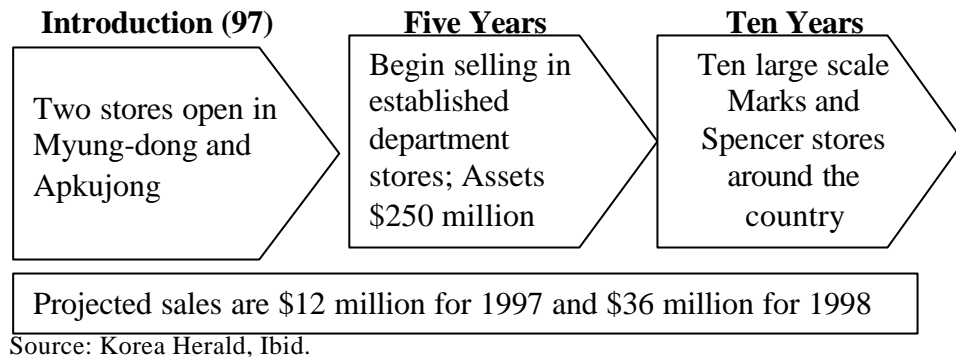 Introduction (97)
Two stores open in
Myung-dong and
Apkujong
Five Years
Begin selling in
established
department
stores; Assets
$250 million
Ten Years
Ten large scale
Marks and
Spencer stores
around the
country
Projected sales are $12 million for 1997 and $36 million for 1998
Source: Korea Herald, Ibid.